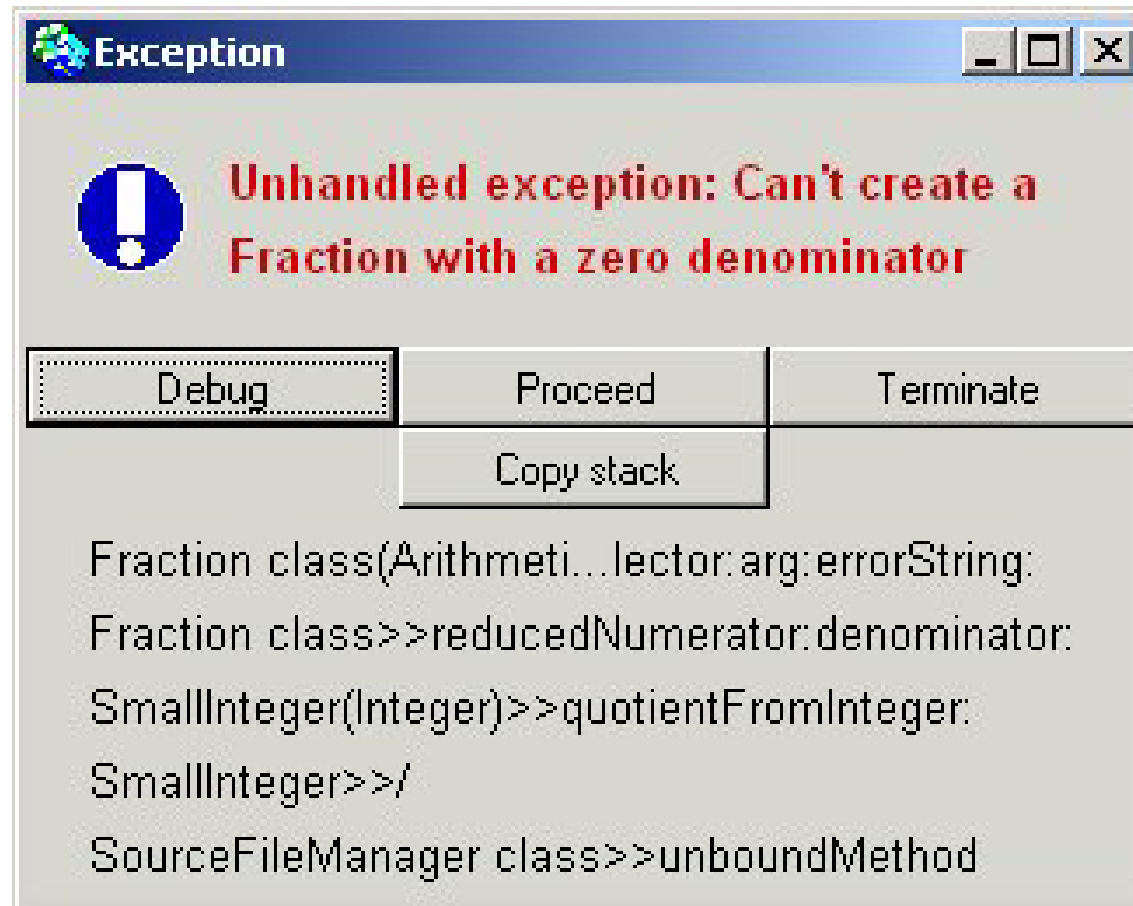 Exception
Unhandled exception: Can't create a
Fraction with a zero denominator
Debug
Proceed
Terminate
Copy stack
Fraction class(Arithmeti...lector:arg:errorString:
Fraction class>>reducedNumerator:denominator:
SmallInteger(Integer)>>quotientFromInteger:
SmallInteger>>/
SourceFileManager class>>unboundMethod